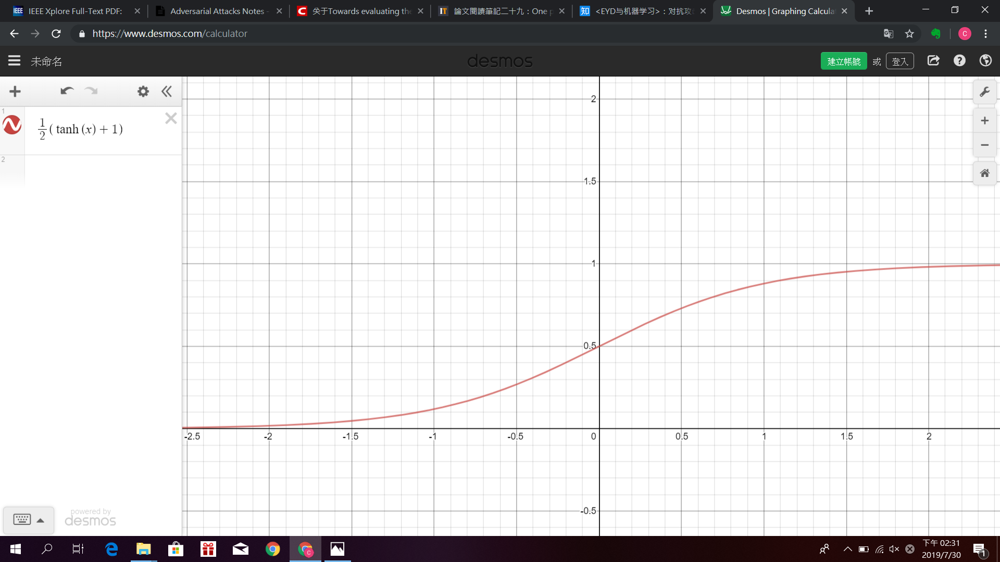 IEEE Xplore Full-Text PDF:
Adversarial Attacks Notes -
关于Towards evaluating the
論文閱讀筆記二十九：One p
知 <EYD与机器学习>：对抗攻击
Desmos | Graphing Calcula
https://www.desmos.com/calculator
C
未命名
desmos
建立帳號 或 登入
1
1/2 ( tanh (x) + 1)
2
2
1.5
1
0.5
-2.5 -2 -1.5 -1 -0.5 0 0.5 1 1.5 2
-0.5
powered by
desmos
下午 02:31
2019/7/30
1